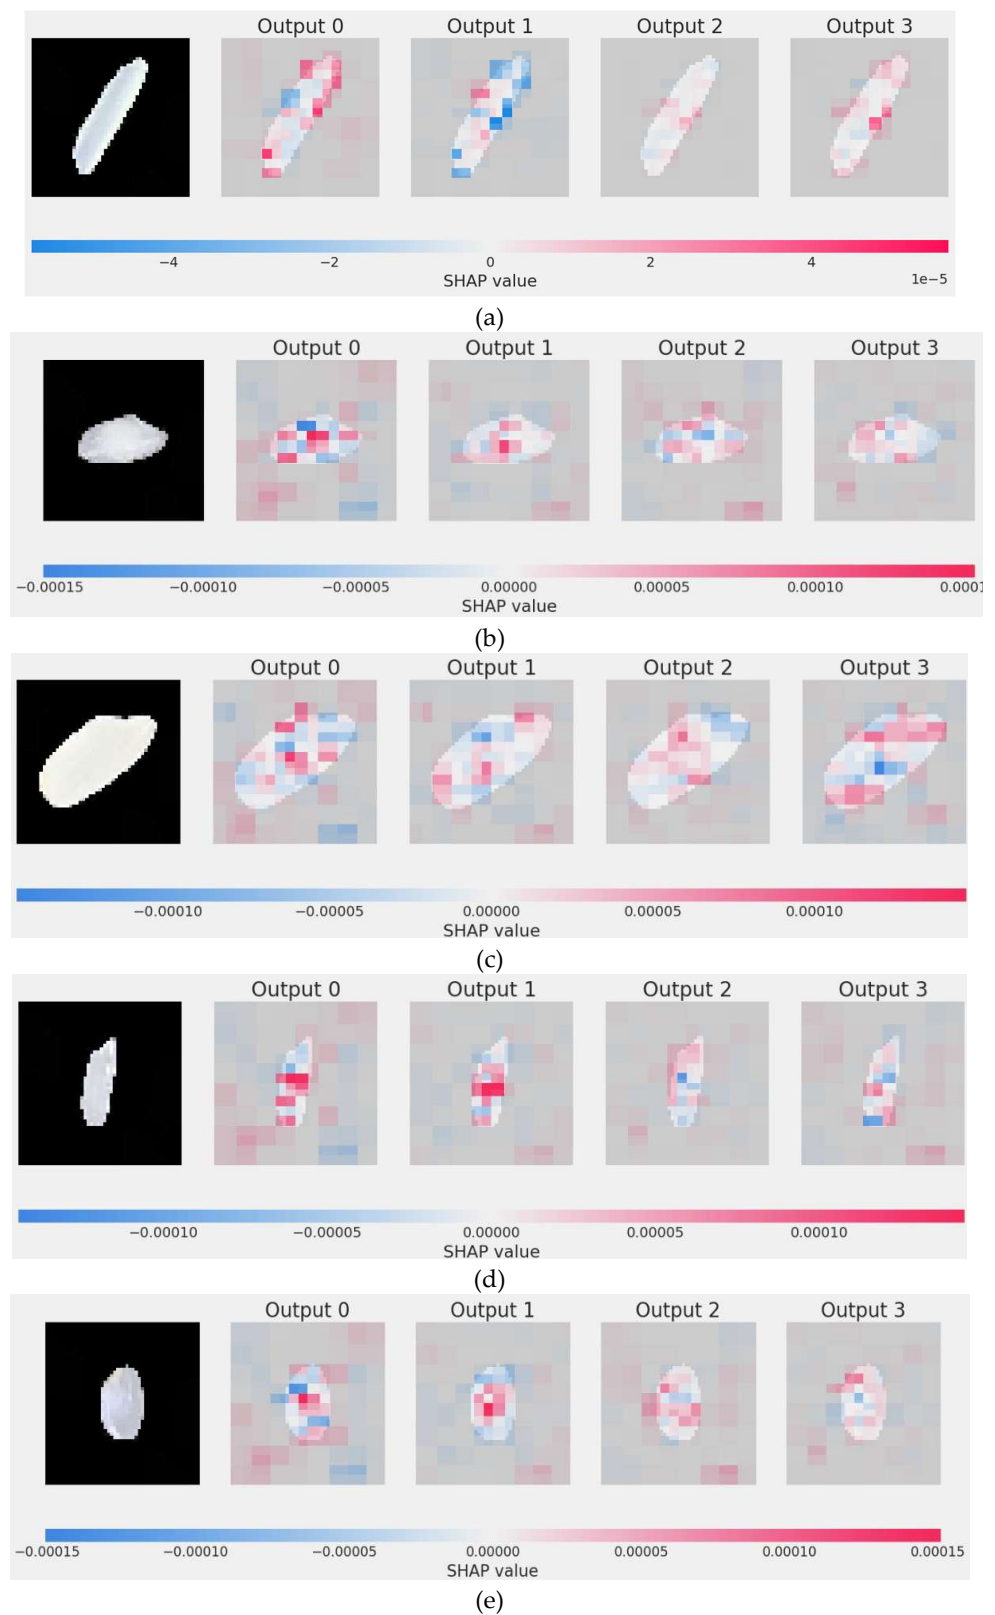 Output 0 Output 1 Output 2 Output 3
−4 −2 0 2 4
1e−5
SHAP value
(a)
Output 0 Output 1 Output 2 Output 3
−0.00015 −0.00010 −0.00005 0.00000 0.00005 0.00010 0.0001
SHAP value
(b)
Output 0 Output 1 Output 2 Output 3
−0.00010 −0.00005 0.00000 0.00005 0.00010
SHAP value
(c)
Output 0 Output 1 Output 2 Output 3
−0.00010 −0.00005 0.00000 0.00005 0.00010
SHAP value
(d)
Output 0 Output 1 Output 2 Output 3
−0.00015 −0.00010 −0.00005 0.00000 0.00005 0.00010 0.00015
SHAP value
(e)